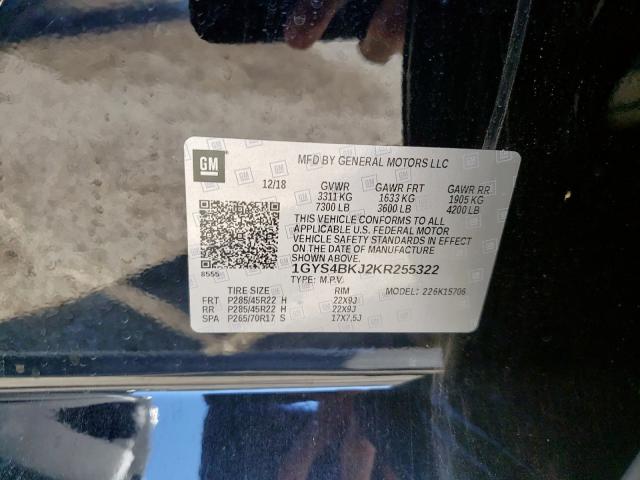 GM
MFD BY GENERAL MOTORS LLC
12/18 GVWR GAWR FRT GAWR RR
3311 KG 1633 KG 1905 KG
7300 LB 3600 LB 4200 LB
THIS VEHICLE CONFORMS TO ALL
APPLICABLE U.S. FEDERAL MOTOR
VEHICLE SAFETY STANDARDS IN EFFECT
ON THE DATE OF MANUFACTURE
SHOWN ABOVE.
8555 1GYS4BKJ2KR255322
TYPE: M.P.V. MODEL: 226K15706
TIRE SIZE RIM
FRT P285/45R22 H 22X9J
RR P285/45R22 H 22X9J
SPA P265/70R17 S 17X7.5J